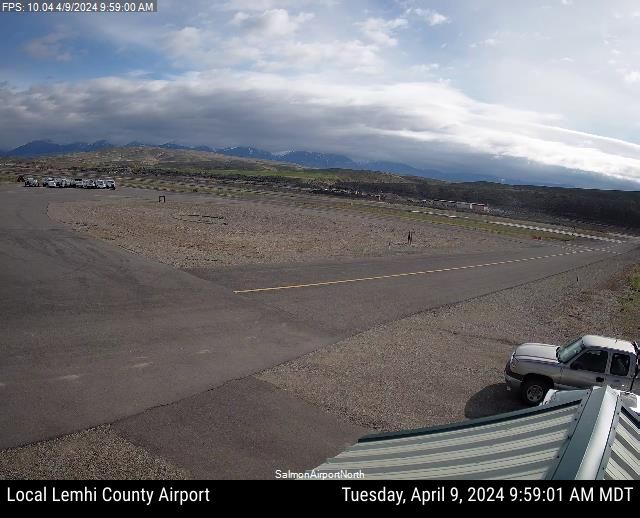 FPS: 10.04 4/9/2024 9:59:00 AM
SalmonAirportNorth
Local Lemhi County Airport
Tuesday, April 9, 2024 9:59:01 AM MDT